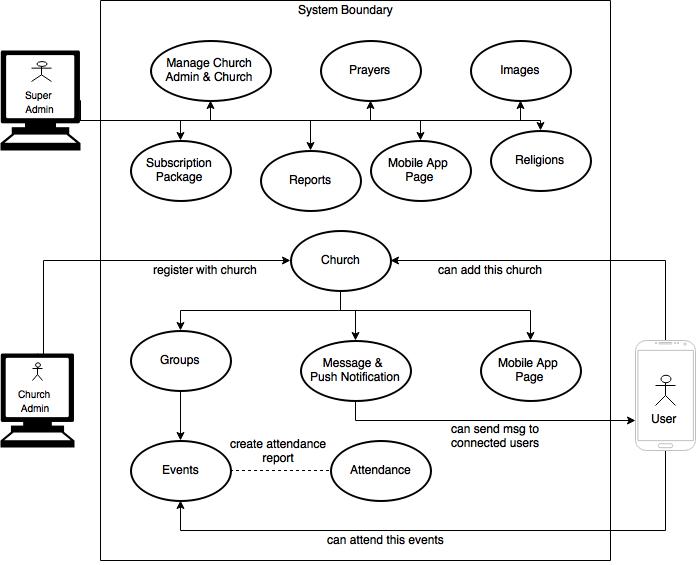 System Boundary
Manage Church
Admin & Church
Prayers
Images
Super
Admin
Subscription
Package
Reports
Mobile App
Page
Religions
Church
register with church
can add this church
Groups
Message &
Push Notification
Mobile App
Page
Church
Admin
User
can send msg to
connected users
create attendance
report
Events
Attendance
can attend this events